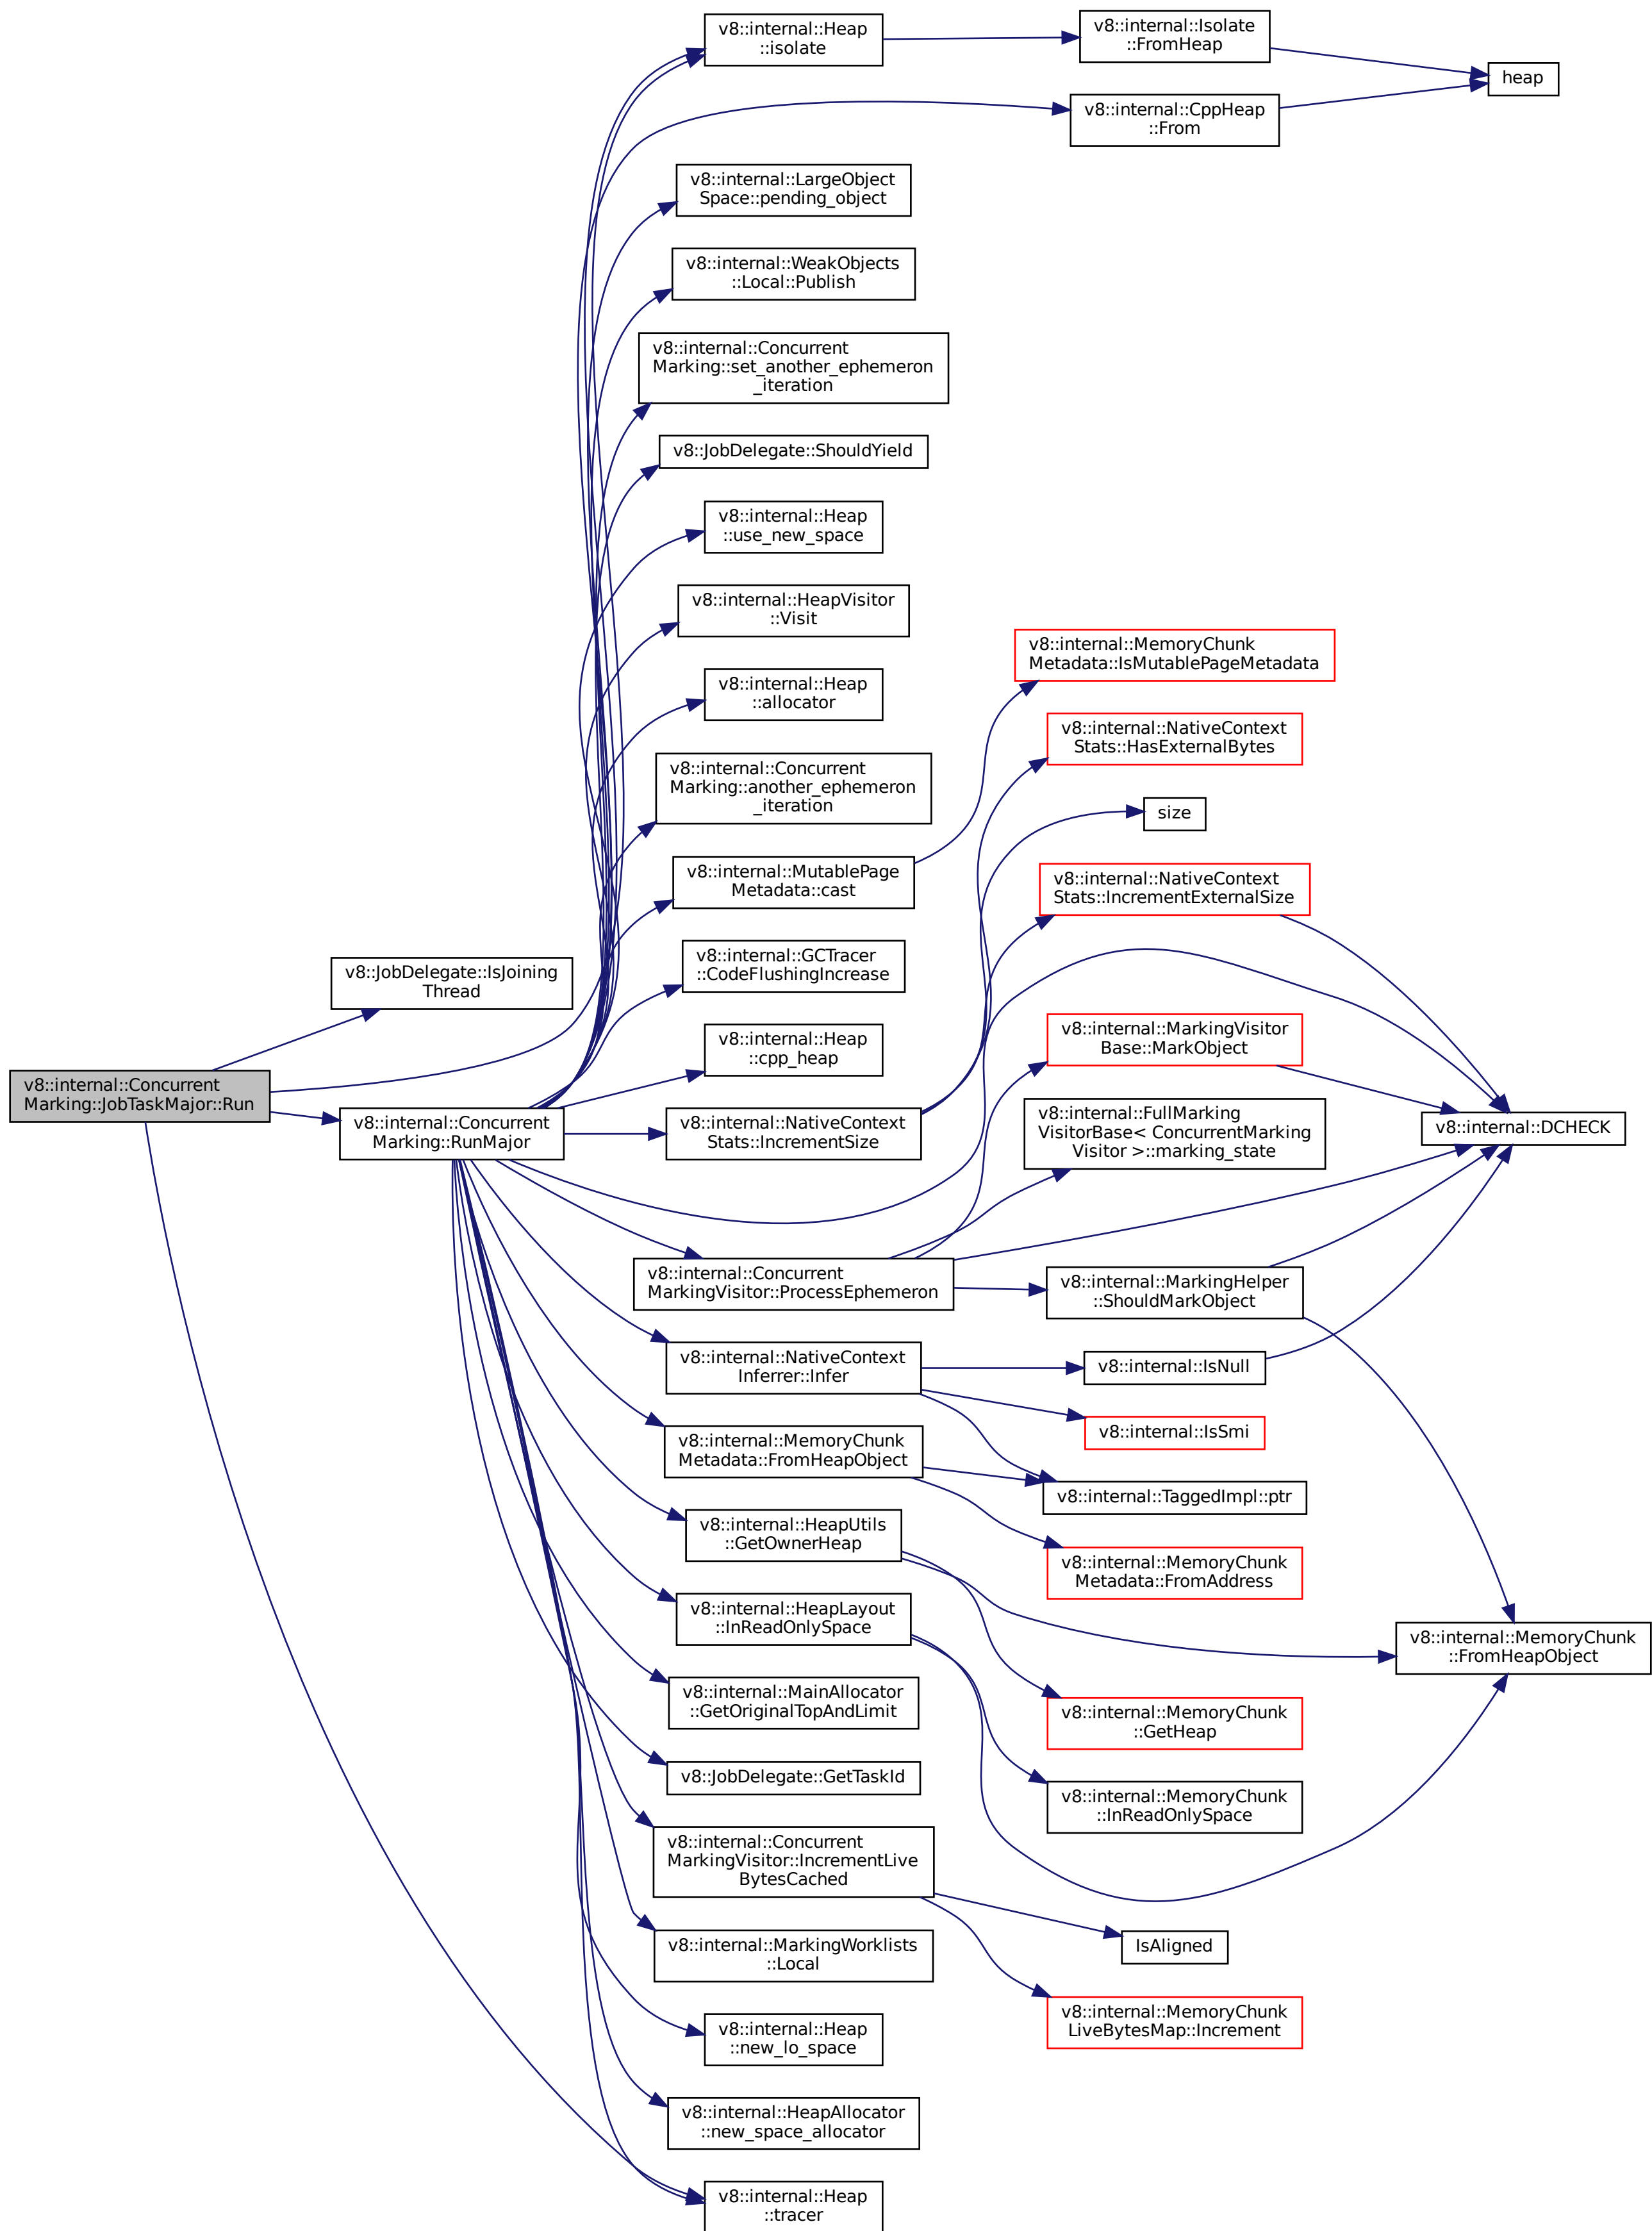 v8::internal::Heap
::isolate
v8::internal::Isolate
::FromHeap
heap
v8::internal::CppHeap
::From
v8::internal::LargeObject
Space::pending_object
v8::internal::WeakObjects
::Local::Publish
v8::internal::Concurrent
Marking::set_another_ephemeron
_iteration
v8::JobDelegate::ShouldYield
v8::internal::Heap
::use_new_space
v8::internal::HeapVisitor
::Visit
v8::internal::MemoryChunk
Metadata::IsMutablePageMetadata
v8::internal::Heap
::allocator
v8::internal::NativeContext
Stats::HasExternalBytes
v8::internal::Concurrent
Marking::another_ephemeron
_iteration
size
v8::internal::MutablePage
Metadata::cast
v8::internal::NativeContext
Stats::IncrementExternalSize
v8::internal::GCTracer
::CodeFlushingIncrease
v8::JobDelegate::IsJoining
Thread
v8::internal::Heap
::cpp_heap
v8::internal::MarkingVisitor
Base::MarkObject
v8::internal::Concurrent
Marking::JobTaskMajor::Run
v8::internal::Concurrent
Marking::RunMajor
v8::internal::NativeContext
Stats::IncrementSize
v8::internal::FullMarking
VisitorBase< ConcurrentMarking
Visitor >::marking_state
v8::internal::DCHECK
v8::internal::Concurrent
MarkingVisitor::ProcessEphemeron
v8::internal::MarkingHelper
::ShouldMarkObject
v8::internal::NativeContext
Inferrer::Infer
v8::internal::IsNull
v8::internal::IsSmi
v8::internal::MemoryChunk
Metadata::FromHeapObject
v8::internal::TaggedImpl::ptr
v8::internal::HeapUtils
::GetOwnerHeap
v8::internal::MemoryChunk
Metadata::FromAddress
v8::internal::HeapLayout
::InReadOnlySpace
v8::internal::MemoryChunk
::FromHeapObject
v8::internal::MainAllocator
::GetOriginalTopAndLimit
v8::internal::MemoryChunk
::GetHeap
v8::JobDelegate::GetTaskId
v8::internal::MemoryChunk
::InReadOnlySpace
v8::internal::Concurrent
MarkingVisitor::IncrementLive
BytesCached
v8::internal::MarkingWorklists
::Local
IsAligned
v8::internal::MemoryChunk
LiveBytesMap::Increment
v8::internal::Heap
::new_lo_space
v8::internal::HeapAllocator
::new_space_allocator
v8::internal::Heap
::tracer